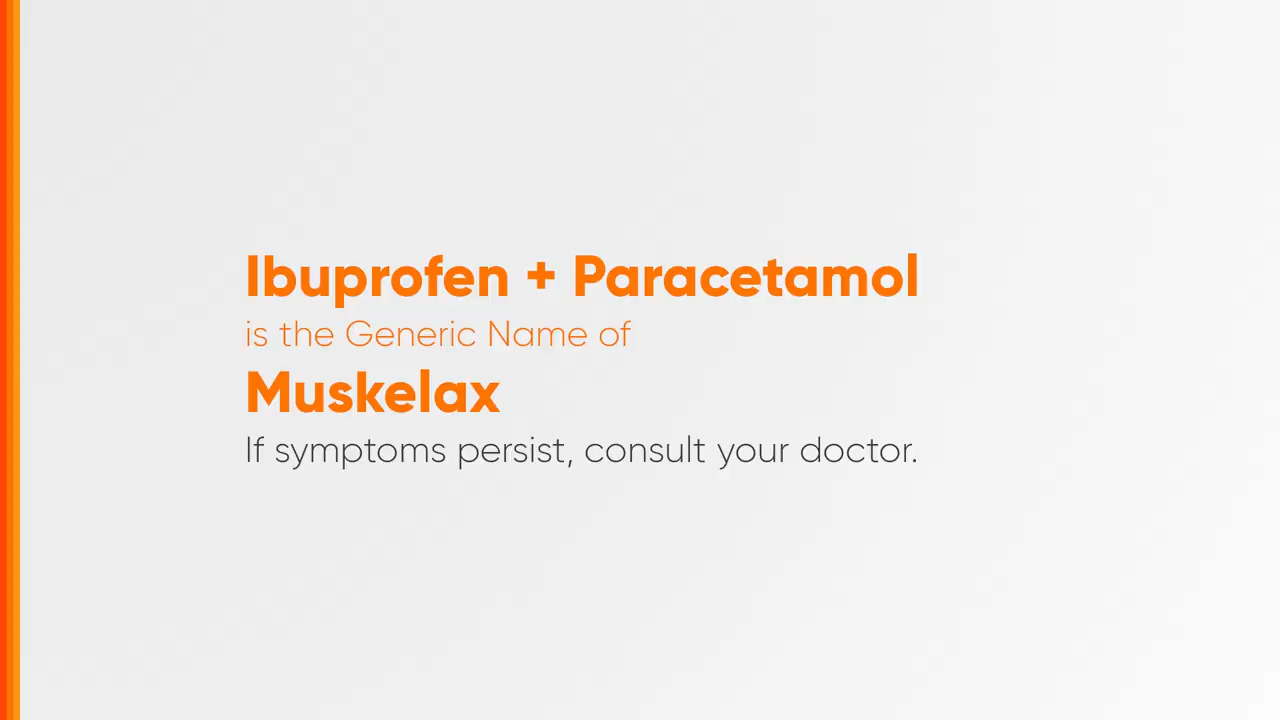 Ibuprofen + Paracetamol
is the Generic Name of
Muskelax
If symptoms persist, consult your doctor.